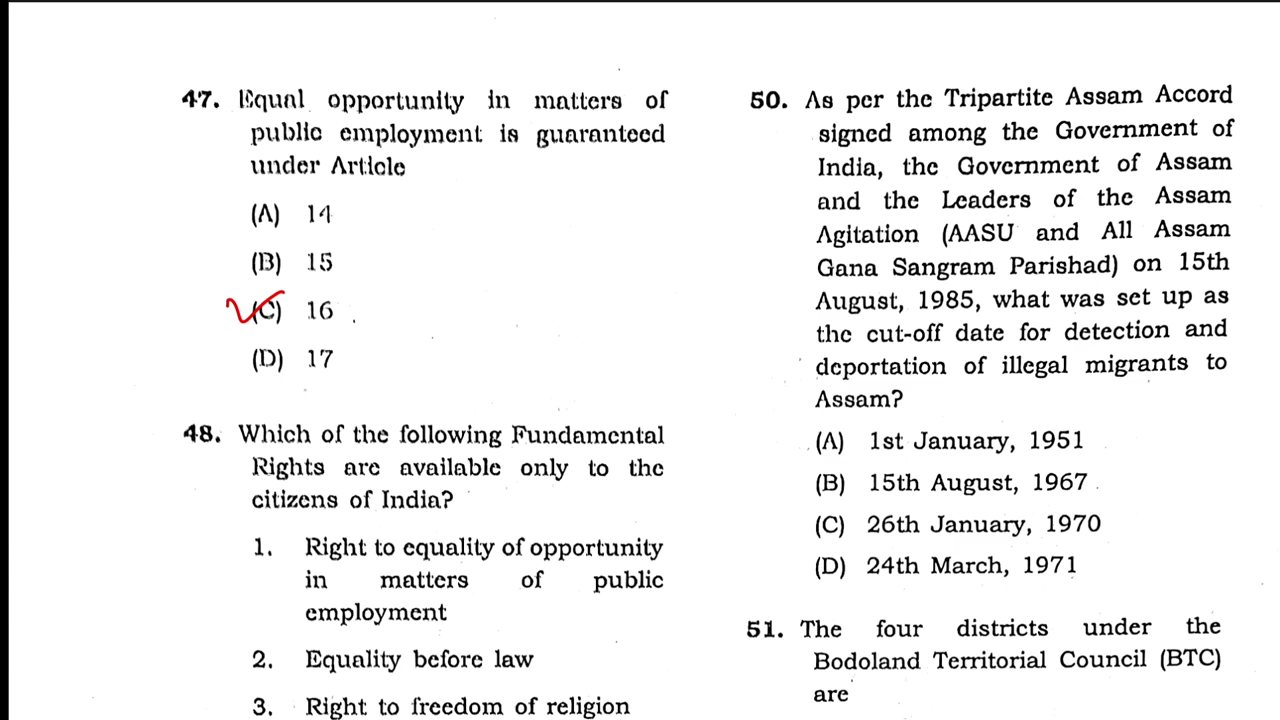 47. Equal opportunity in matters of
public employment is guaranteed
under Article
(A) 14
(B) 15
(C) 16
(D) 17
48. Which of the following Fundamental
Rights are available only to the
citizens of India?
1. Right to equality of opportunity
in matters of public
employment
2. Equality before law
3. Right to freedom of religion
50. As per the Tripartite Assam Accord
signed among the Government of
India, the Government of Assam
and the Leaders of the Assam
Agitation (AASU and All Assam
Gana Sangram Parishad) on 15th
August, 1985, what was set up as
the cut-off date for detection and
deportation of illegal migrants to
Assam?
(A) 1st January, 1951
(B) 15th August, 1967
(C) 26th January, 1970
(D) 24th March, 1971
51. The four districts under the
Bodoland Territorial Council (BTC)
are